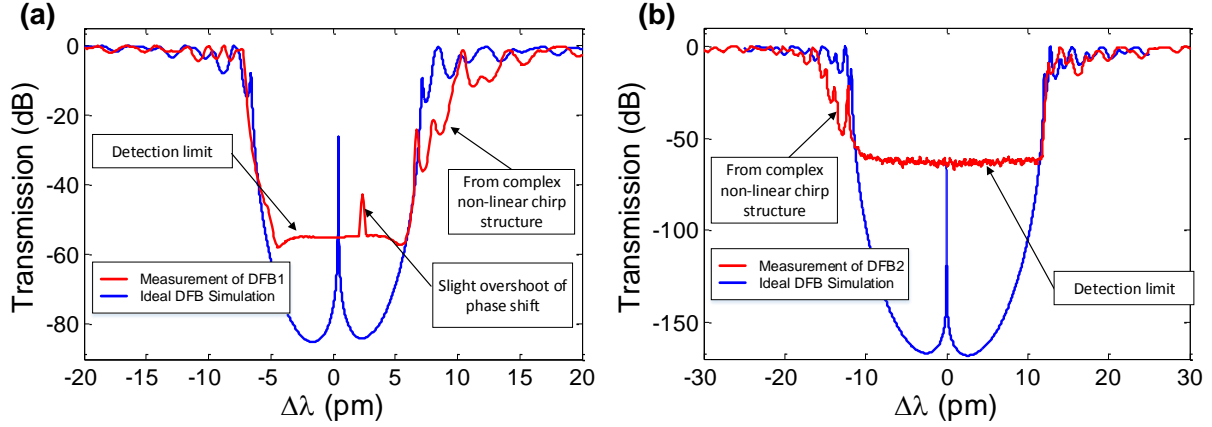 (a)
Transmission (dB)
0
-20
-40
-60
-80
-20
-15
-10
-5
0
5
10
15
20
Δλ (pm)
Detection limit
From complex
non-linear chirp
structure
Slight overshoot of
phase shift
Measurement of DFB1
Ideal DFB Simulation
(b)
Transmission (dB)
0
-50
-100
-150
-30
-20
-10
0
10
20
30
Δλ (pm)
From complex
non-linear chirp
structure
Measurement of DFB2
Ideal DFB Simulation
Detection limit